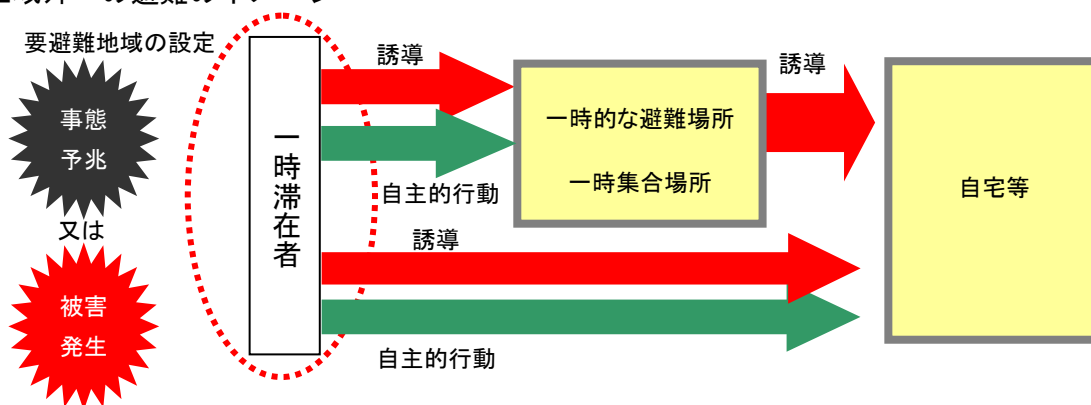 要避難地域の設定
事態
予兆
又は
被害
発生
一時滞在者
誘導
自主的行動
一時的な避難場所
一時集合場所
誘導
誘導
自主的行動
自宅等